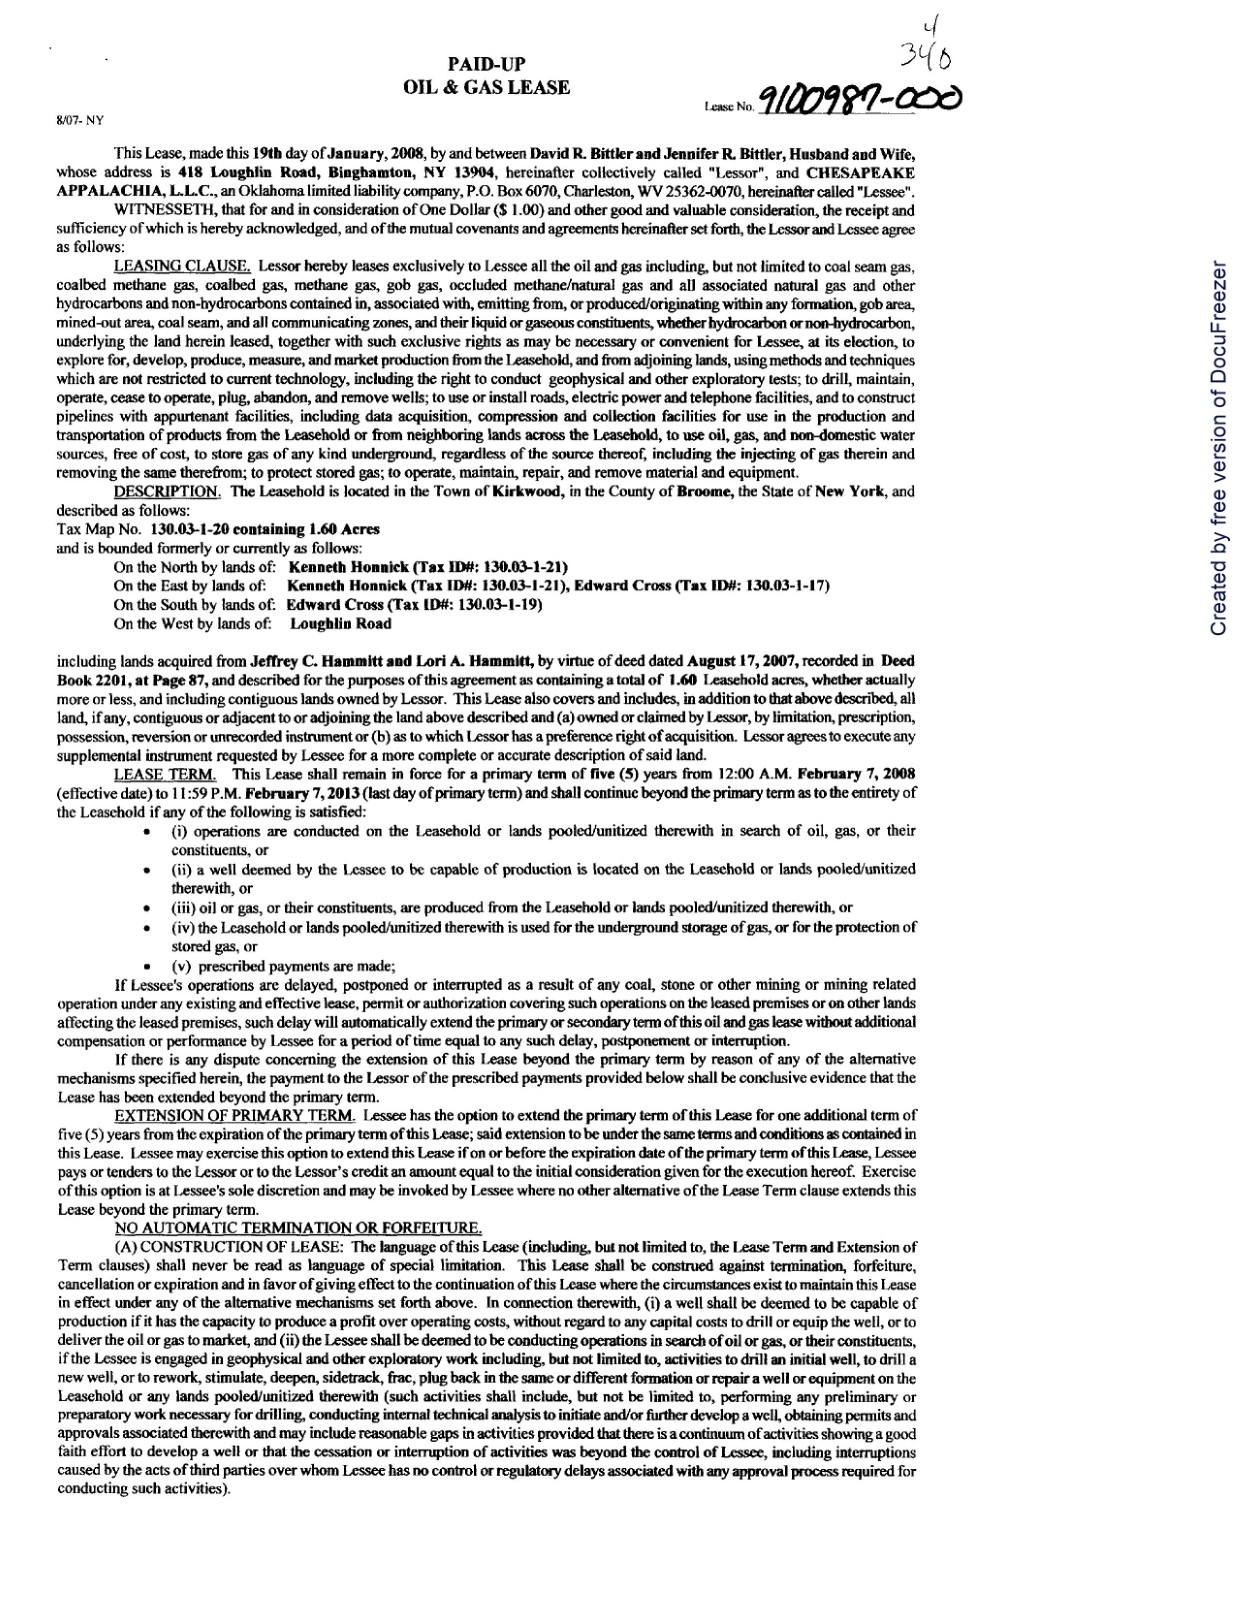 4
340
PAID-UP
OIL & GAS LEASE
Lease No. 9100987-000
8/07- NY
This Lease, made this 19th day of January, 2008, by and between David R. Bittler and Jennifer R. Bittler, Husband and Wife,
whose address is 418 Loughlin Road, Binghamton, NY 13904, hereinafter collectively called "Lessor", and CHESAPEAKE
APPALACHIA, L.L.C., an Oklahoma limited liability company, P.O. Box 6070, Charleston, WV 25362-0070, hereinafter called "Lessee".
WITNESSETH, that for and in consideration of One Dollar ($ 1.00) and other good and valuable consideration, the receipt and
sufficiency of which is hereby acknowledged, and of the mutual covenants and agreements hereinafter set forth, the Lessor and Lessee agree
as follows:
LEASING CLAUSE. Lessor hereby leases exclusively to Lessee all the oil and gas including, but not limited to coal seam gas,
coalbed methane gas, coalbed gas, methane gas, gob gas, occluded methane/natural gas and all associated natural gas and other
hydrocarbons and non-hydrocarbons contained in, associated with, emitting from, or produced/originating within any formation, gob area,
mined-out area, coal seam, and all communicating zones, and their liquid or gaseous constituents, whether hydrocarbon or non-hydrocarbon,
underlying the land herein leased, together with such exclusive rights as may be necessary or convenient for Lessee, at its election, to
explore for, develop, produce, measure, and market production from the Leasehold, and from adjoining lands, using methods and techniques
which are not restricted to current technology, including the right to conduct geophysical and other exploratory tests; to drill, maintain,
operate, cease to operate, plug, abandon, and remove wells; to use or install roads, electric power and telephone facilities, and to construct
pipelines with appurtenant facilities, including data acquisition, compression and collection facilities for use in the production and
transportation of products from the Leasehold or from neighboring lands across the Leasehold, to use oil, gas, and non-domestic water
sources, free of cost, to store gas of any kind underground, regardless of the source thereof, including the injecting of gas therein and
removing the same therefrom; to protect stored gas; to operate, maintain, repair, and remove material and equipment.
DESCRIPTION. The Leasehold is located in the Town of Kirkwood, in the County of Broome, the State of New York, and
described as follows:
Tax Map No. 130.03-1-20 containing 1.60 Acres
and is bounded formerly or currently as follows:
On the North by lands of: Kenneth Honnick (Tax ID#: 130.03-1-21)
On the East by lands of: Kenneth Honnick (Tax ID#: 130.03-1-21), Edward Cross (Tax ID#: 130.03-1-17)
On the South by lands of: Edward Cross (Tax ID#: 130.03-1-19)
On the West by lands of: Loughlin Road
including lands acquired from Jeffrey C. Hammitt and Lori A. Hammitt, by virtue of deed dated August 17, 2007, recorded in Deed
Book 2201, at Page 87, and described for the purposes of this agreement as containing a total of 1.60 Leasehold acres, whether actually
more or less, and including contiguous lands owned by Lessor. This Lease also covers and includes, in addition to that above described, all
land, if any, contiguous or adjacent to or adjoining the land above described and (a) owned or claimed by Lessor, by limitation, prescription,
possession, reversion or unrecorded instrument or (b) as to which Lessor has a preference right of acquisition. Lessor agrees to execute any
supplemental instrument requested by Lessee for a more complete or accurate description of said land.
LEASE TERM. This Lease shall remain in force for a primary term of five (5) years from 12:00 A.M. February 7, 2008
(effective date) to 11:59 P.M. February 7, 2013 (last day of primary term) and shall continue beyond the primary term as to the entirety of
the Leasehold if any of the following is satisfied:
• (i) operations are conducted on the Leasehold or lands pooled/unitized therewith in search of oil, gas, or their
constituents, or
• (ii) a well deemed by the Lessee to be capable of production is located on the Leasehold or lands pooled/unitized
therewith, or
• (iii) oil or gas, or their constituents, are produced from the Leasehold or lands pooled/unitized therewith, or
• (iv) the Leasehold or lands pooled/unitized therewith is used for the underground storage of gas, or for the protection of
stored gas, or
• (v) prescribed payments are made;
If Lessee's operations are delayed, postponed or interrupted as a result of any coal, stone or other mining or mining related
operation under any existing and effective lease, permit or authorization covering such operations on the leased premises or on other lands
affecting the leased premises, such delay will automatically extend the primary or secondary term of this oil and gas lease without additional
compensation or performance by Lessee for a period of time equal to any such delay, postponement or interruption.
If there is any dispute concerning the extension of this Lease beyond the primary term by reason of any of the alternative
mechanisms specified herein, the payment to the Lessor of the prescribed payments provided below shall be conclusive evidence that the
Lease has been extended beyond the primary term.
EXTENSION OF PRIMARY TERM. Lessee has the option to extend the primary term of this Lease for one additional term of
five (5) years from the expiration of the primary term of this Lease; said extension to be under the same terms and conditions as contained in
this Lease. Lessee may exercise this option to extend this Lease if on or before the expiration date of the primary term of this Lease, Lessee
pays or tenders to the Lessor or to the Lessor's credit an amount equal to the initial consideration given for the execution hereof. Exercise
of this option is at Lessee's sole discretion and may be invoked by Lessee where no other alternative of the Lease Term clause extends this
Lease beyond the primary term.
NO AUTOMATIC TERMINATION OR FORFEITURE.
(A) CONSTRUCTION OF LEASE: The language of this Lease (including, but not limited to, the Lease Term and Extension of
Term clauses) shall never be read as language of special limitation. This Lease shall be construed against termination, forfeiture,
cancellation or expiration and in favor of giving effect to the continuation of this Lease where the circumstances exist to maintain this Lease
in effect under any of the alternative mechanisms set forth above. In connection therewith, (i) a well shall be deemed to be capable of
production if it has the capacity to produce a profit over operating costs, without regard to any capital costs to drill or equip the well, or to
deliver the oil or gas to market, and (ii) the Lessee shall be deemed to be conducting operations in search of oil or gas, or their constituents,
if the Lessee is engaged in geophysical and other exploratory work including, but not limited to, activities to drill an initial well, to drill a
new well, or to rework, stimulate, deepen, sidetrack, frac, plug back in the same or different formation or repair a well or equipment on the
Leasehold or any lands pooled/unitized therewith (such activities shall include, but not be limited to, performing any preliminary or
preparatory work necessary for drilling, conducting internal technical analysis to initiate and/or further develop a well, obtaining permits and
approvals associated therewith and may include reasonable gaps in activities provided that there is a continuum of activities showing a good
faith effort to develop a well or that the cessation or interruption of activities was beyond the control of Lessee, including interruptions
caused by the acts of third parties over whom Lessee has no control or regulatory delays associated with any approval process required for
conducting such activities).
Created by free version of DocuFreezer